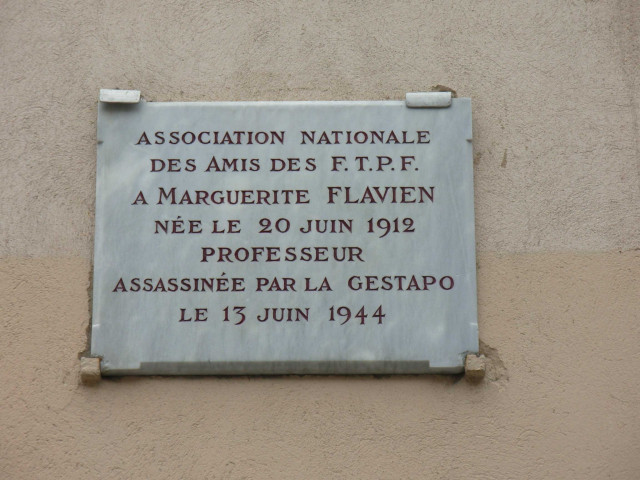 ASSOCIATION NATIONALE
DES AMIS DES F.T.P.F.
A MARGUERITE FLAVIEN
NÉE LE 20 JUIN 1912
PROFESSEUR
ASSASSINÉE PAR LA GESTAPO
LE 13 JUIN 1944